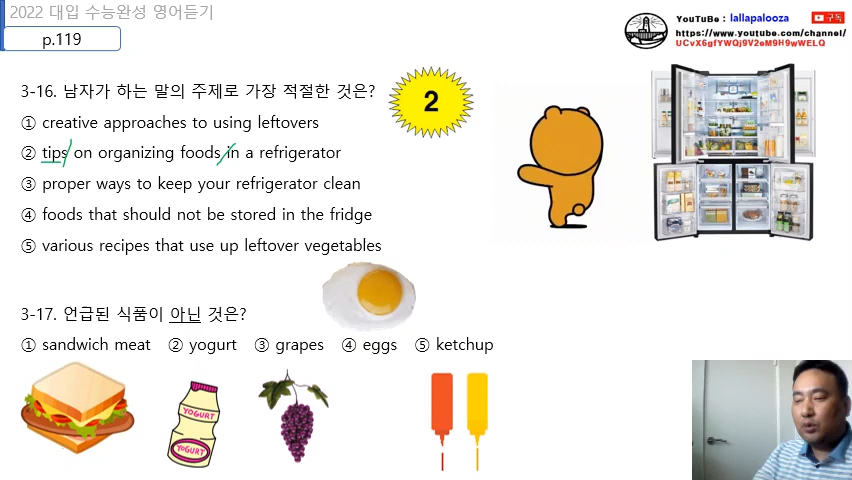 2022 대입 수능완성 영어듣기
p.119
YouTuBe : lallapalooza
구독
https://www.youtube.com/channel/
UCvX6gfYWQj9V2eM9H9wWELQ
3-16. 남자가 하는 말의 주제로 가장 적절한 것은?
2
① creative approaches to using leftovers
② tips on organizing foods in a refrigerator
③ proper ways to keep your refrigerator clean
④ foods that should not be stored in the fridge
⑤ various recipes that use up leftover vegetables
3-17. 언급된 식품이 아닌 것은?
① sandwich meat ② yogurt ③ grapes ④ eggs ⑤ ketchup
YOGURT
YOGURT